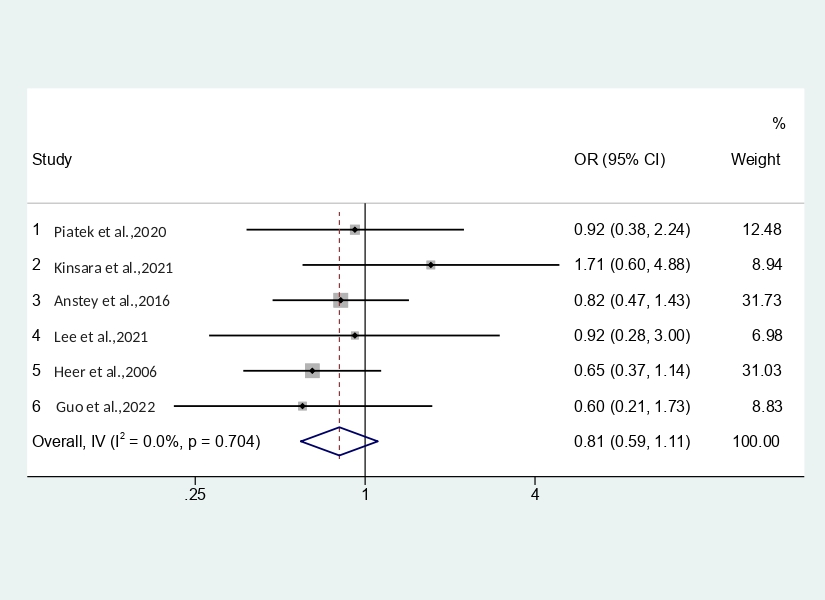 %
Study OR (95% CI) Weight
1 Piatek et al.,2020 0.92 (0.38, 2.24) 12.48
2 Kinsara et al.,2021 1.71 (0.60, 4.88) 8.94
3 Anstey et al.,2016 0.82 (0.47, 1.43) 31.73
4 Lee et al.,2021 0.92 (0.28, 3.00) 6.98
5 Heer et al.,2006 0.65 (0.37, 1.14) 31.03
6 Guo et al.,2022 0.60 (0.21, 1.73) 8.83
Overall, IV (I² = 0.0%, p = 0.704) 0.81 (0.59, 1.11) 100.00
.25 1 4